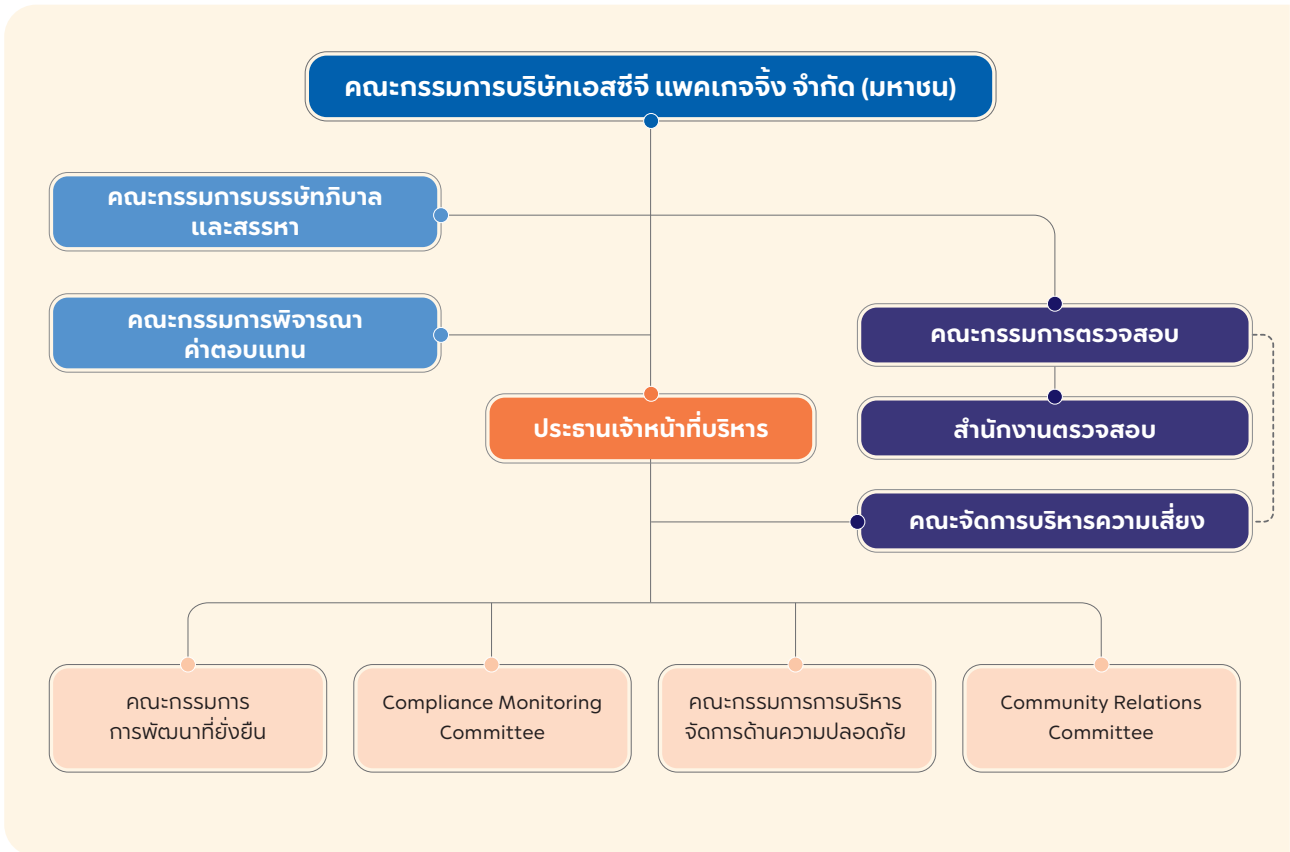 คณะกรรมการบริษัทเอสซีจี แพคเกจจิ้ง จำกัด (มหาชน)
คณะกรรมการบรรษัทภิบาล
และสรรหา
คณะกรรมการพิจารณา
ค่าตอบแทน
คณะกรรมการตรวจสอบ
ประธานเจ้าหน้าที่บริหาร
สำนักงานตรวจสอบ
คณะจัดการบริหารความเสี่ยง
คณะกรรมการ
การพัฒนาที่ยั่งยืน
Compliance Monitoring
Committee
คณะกรรมการการบริหาร
จัดการด้านความปลอดภัย
Community Relations
Committee